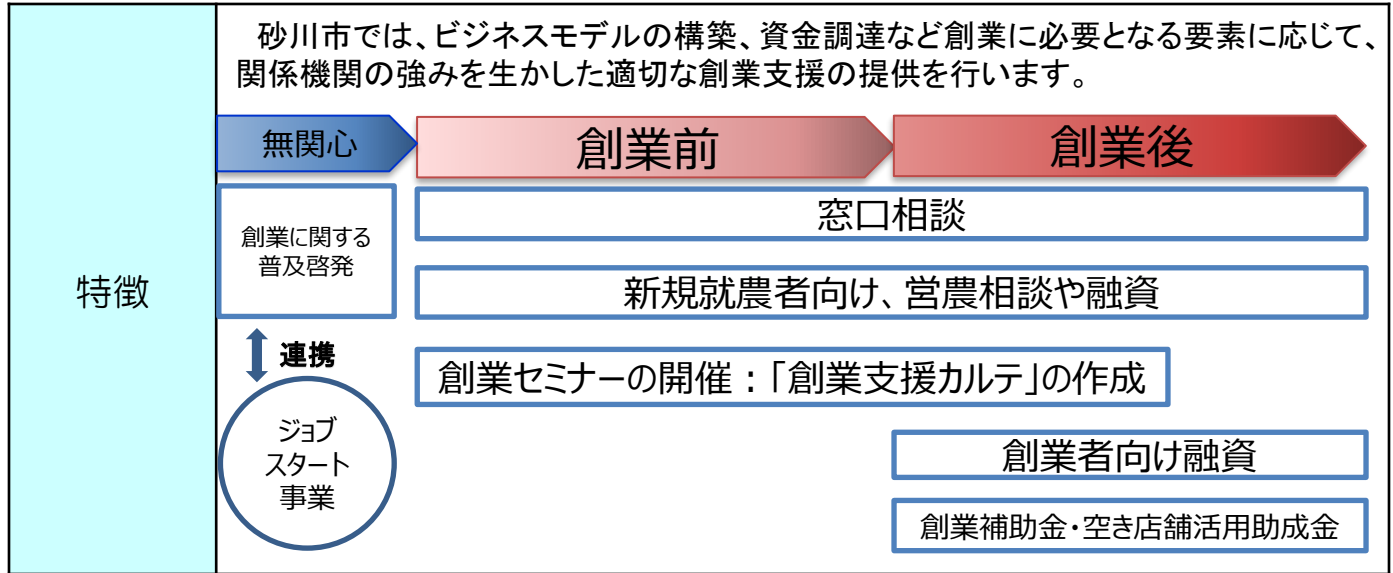 特徴
砂川市では、ビジネスモデルの構築、資金調達など創業に必要となる要素に応じて、
関係機関の強みを生かした適切な創業支援の提供を行います。
無関心
創業前
創業後
創業に関する
普及啓発
窓口相談
新規就農者向け、営農相談や融資
連携
創業セミナーの開催：「創業支援カルテ」の作成
ジョブ
スタート
事業
創業者向け融資
創業補助金・空き店舗活用助成金